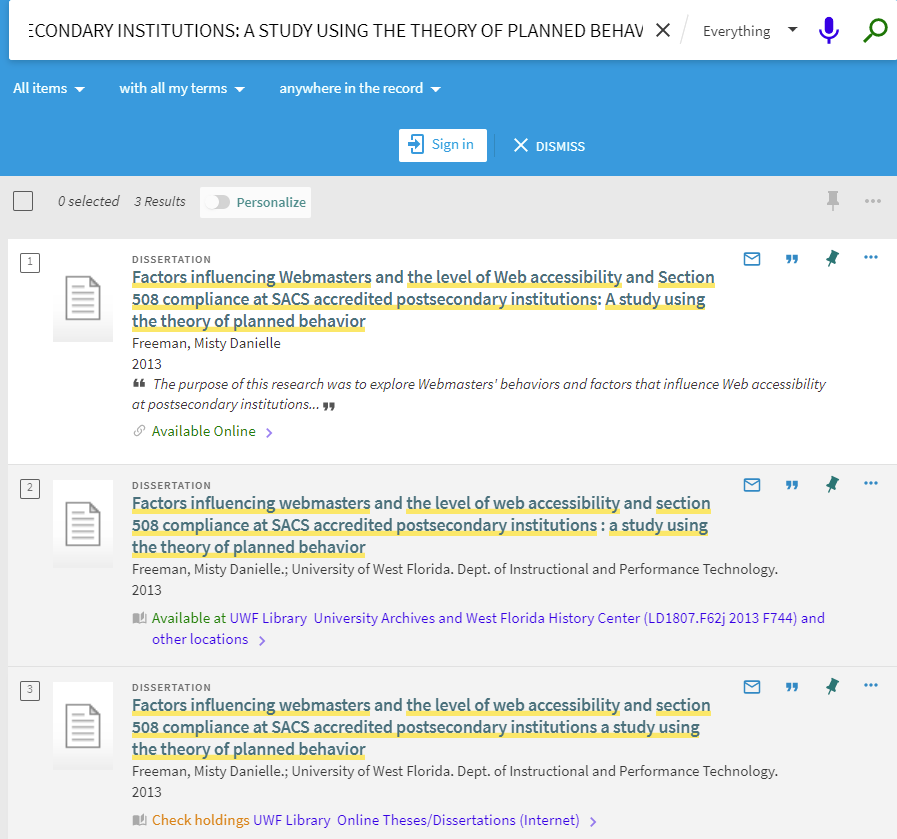 ECONDARY INSTITUTIONS: A STUDY USING THE THEORY OF PLANNED BEHAV
Everything
All items
with all my terms
anywhere in the record
Sign in
DISMISS
0 selected
3 Results
Personalize
1
DISSERTATION
Factors influencing Webmasters and the level of Web accessibility and Section
508 compliance at SACS accredited postsecondary institutions: A study using
the theory of planned behavior
Freeman, Misty Danielle
2013
“ The purpose of this research was to explore Webmasters' behaviors and factors that influence Web accessibility
at postsecondary institutions... ”
Available Online
2
DISSERTATION
Factors influencing webmasters and the level of web accessibility and section
508 compliance at SACS accredited postsecondary institutions : a study using
the theory of planned behavior
Freeman, Misty Danielle.; University of West Florida. Dept. of Instructional and Performance Technology.
2013
Available at UWF Library University Archives and West Florida History Center (LD1807.F62j 2013 F744) and
other locations
3
DISSERTATION
Factors influencing webmasters and the level of web accessibility and section
508 compliance at SACS accredited postsecondary institutions a study using
the theory of planned behavior
Freeman, Misty Danielle.; University of West Florida. Dept. of Instructional and Performance Technology.
2013
Check holdings UWF Library Online Theses/Dissertations (Internet)